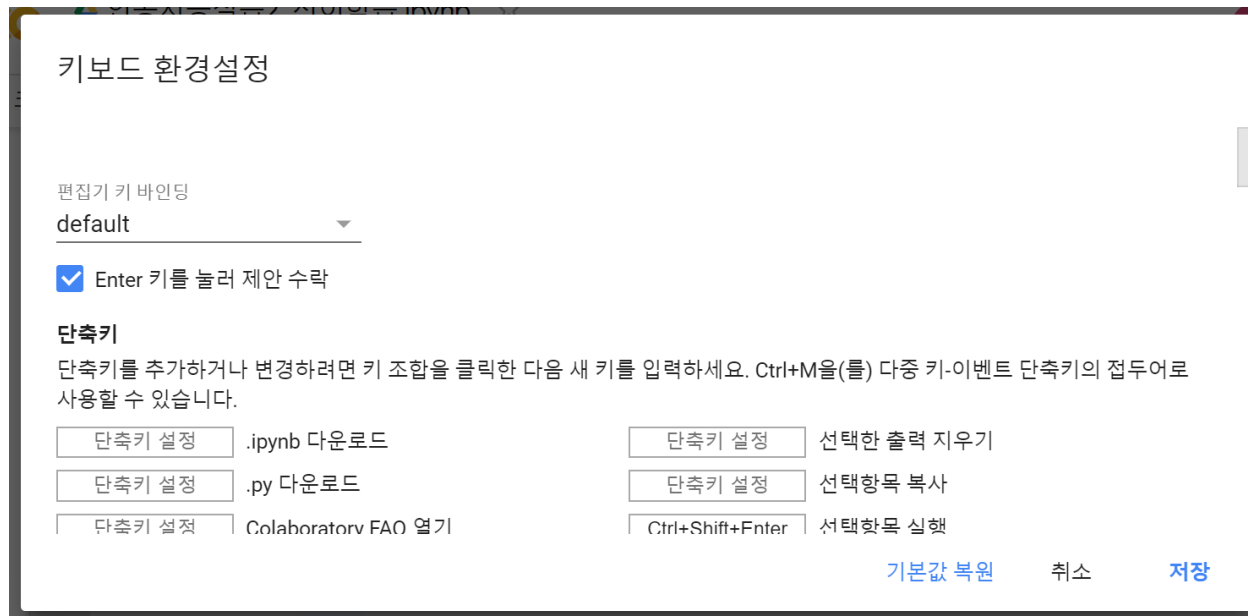 키보드 환경설정
편집기 키 바인딩
default
Enter 키를 눌러 제안 수락
단축키
단축키를 추가하거나 변경하려면 키 조합을 클릭한 다음 새 키를 입력하세요. Ctrl+M을(를) 다중 키-이벤트 단축키의 접두어로
사용할 수 있습니다.
단축키 설정 .ipynb 다운로드 단축키 설정 선택한 출력 지우기
단축키 설정 .py 다운로드 단축키 설정 선택항목 복사
단축키 설정 Colaboratory FAQ 열기 Ctrl+Shift+Enter 선택항목 실행
기본값 복원 취소 저장